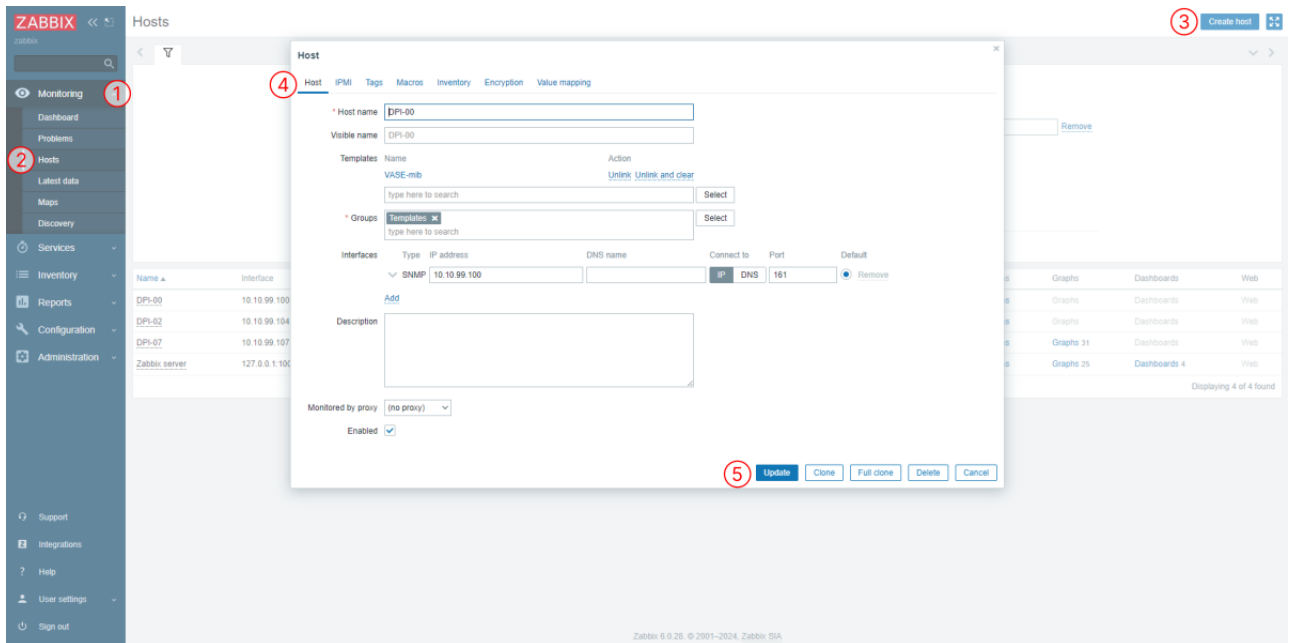 ZABBIX
zabbix
Hosts
3
Create host
Monitoring
1
Dashboard
Problems
2
Hosts
Latest data
Maps
Discovery
Services
Inventory
Reports
Configuration
Administration
Support
Integrations
Help
User settings
Sign out
Host
4
Host IPMI Tags Macros Inventory Encryption Value mapping
* Host name DPI-00
Visible name DPI-00
Templates Name Action
VASE-mib Unlink Unlink and clear
type here to search Select
* Groups Templates Select
type here to search
Interfaces Type IP address DNS name Connect to Port Default
SNMP 10.10.99.100 IP DNS 161 Remove
Add
Description
Monitored by proxy (no proxy)
Enabled
5
Update Clone Full clone Delete Cancel
Remove
Name Interface Graphs Dashboards Web
DPI-00 10.10.99.100 Graphs Dashboards Web
DPI-02 10.10.99.104 Graphs Dashboards Web
DPI-07 10.10.99.107 Graphs 31 Dashboards Web
Zabbix server 127.0.0.1:100 Graphs 25 Dashboards 4 Web
Displaying 4 of 4 found
Zabbix 6.0.28. © 2001–2024, Zabbix SIA